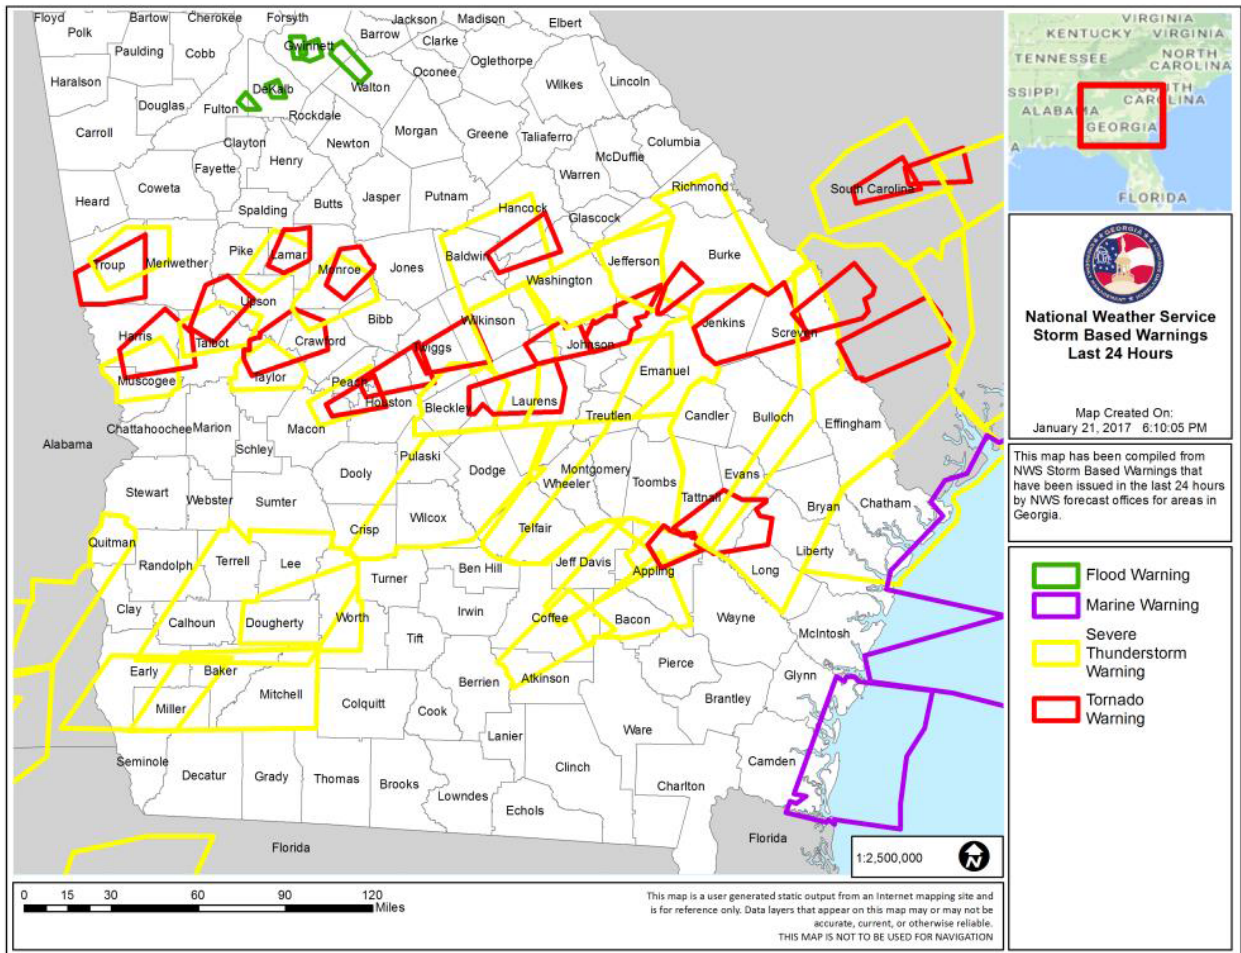 Floyd
Bartow
Cherokee
Forsyth
Jackson
Madison
Elbert
Polk
Paulding
Cobb
Gwinnett
Barrow
Clarke
Oglethorpe
Oconee
Haralson
DeKalb
Walton
Wilkes
Lincoln
Douglas
Fulton
Rockdale
Carroll
Clayton
Newton
Morgan
Greene
Taliaferro
Columbia
McDuffie
Fayette
Henry
Warren
Richmond
South Carolina
Heard
Coweta
Spalding
Butts
Jasper
Putnam
Hancock
Glascock
Troup
Meriwether
Pike
Lamar
Monroe
Jones
Baldwin
Washington
Jefferson
Burke
Upson
Harris
Talbot
Crawford
Bibb
Wilkinson
Twiggs
Johnson
Jenkins
Screven
Muscogee
Taylor
Peach
Houston
Bleckley
Laurens
Emanuel
Treutlen
Candler
Bulloch
Effingham
Chattahoochee
Marion
Macon
Schley
Alabama
Pulaski
Dooly
Dodge
Montgomery
Wheeler
Toombs
Evans
Tattnall
Stewart
Webster
Sumter
Crisp
Wilcox
Telfair
Bryan
Chatham
Quitman
Randolph
Terrell
Lee
Turner
Ben Hill
Jeff Davis
Appling
Long
Liberty
Clay
Calhoun
Dougherty
Worth
Tift
Irwin
Coffee
Bacon
Wayne
McIntosh
Early
Baker
Miller
Mitchell
Colquitt
Cook
Berrien
Atkinson
Pierce
Brantley
Glynn
Seminole
Decatur
Grady
Thomas
Brooks
Lanier
Lowndes
Echols
Clinch
Ware
Charlton
Camden
Florida
Florida
1:2,500,000
N
0 15 30 60 90 120
Miles
This map is a user generated static output from an Internet mapping site and
is for reference only. Data layers that appear on this map may or may not be
accurate, current, or otherwise reliable.
THIS MAP IS NOT TO BE USED FOR NAVIGATION
VIRGINIA
KENTUCKY
VIRGINIA
TENNESSEE
NORTH
CAROLINA
SSIPPI
ALABAMA
SOUTH
CAROLINA
GEORGIA
A
FLORIDA
GEORGIA
National Weather Service
Storm Based Warnings
Last 24 Hours
Map Created On:
January 21, 2017 6:10:05 PM
This map has been compiled from
NWS Storm Based Warnings that
have been issued in the last 24 hours
by NWS forecast offices for areas in
Georgia.
Flood Warning
Marine Warning
Severe
Thunderstorm
Warning
Tornado
Warning